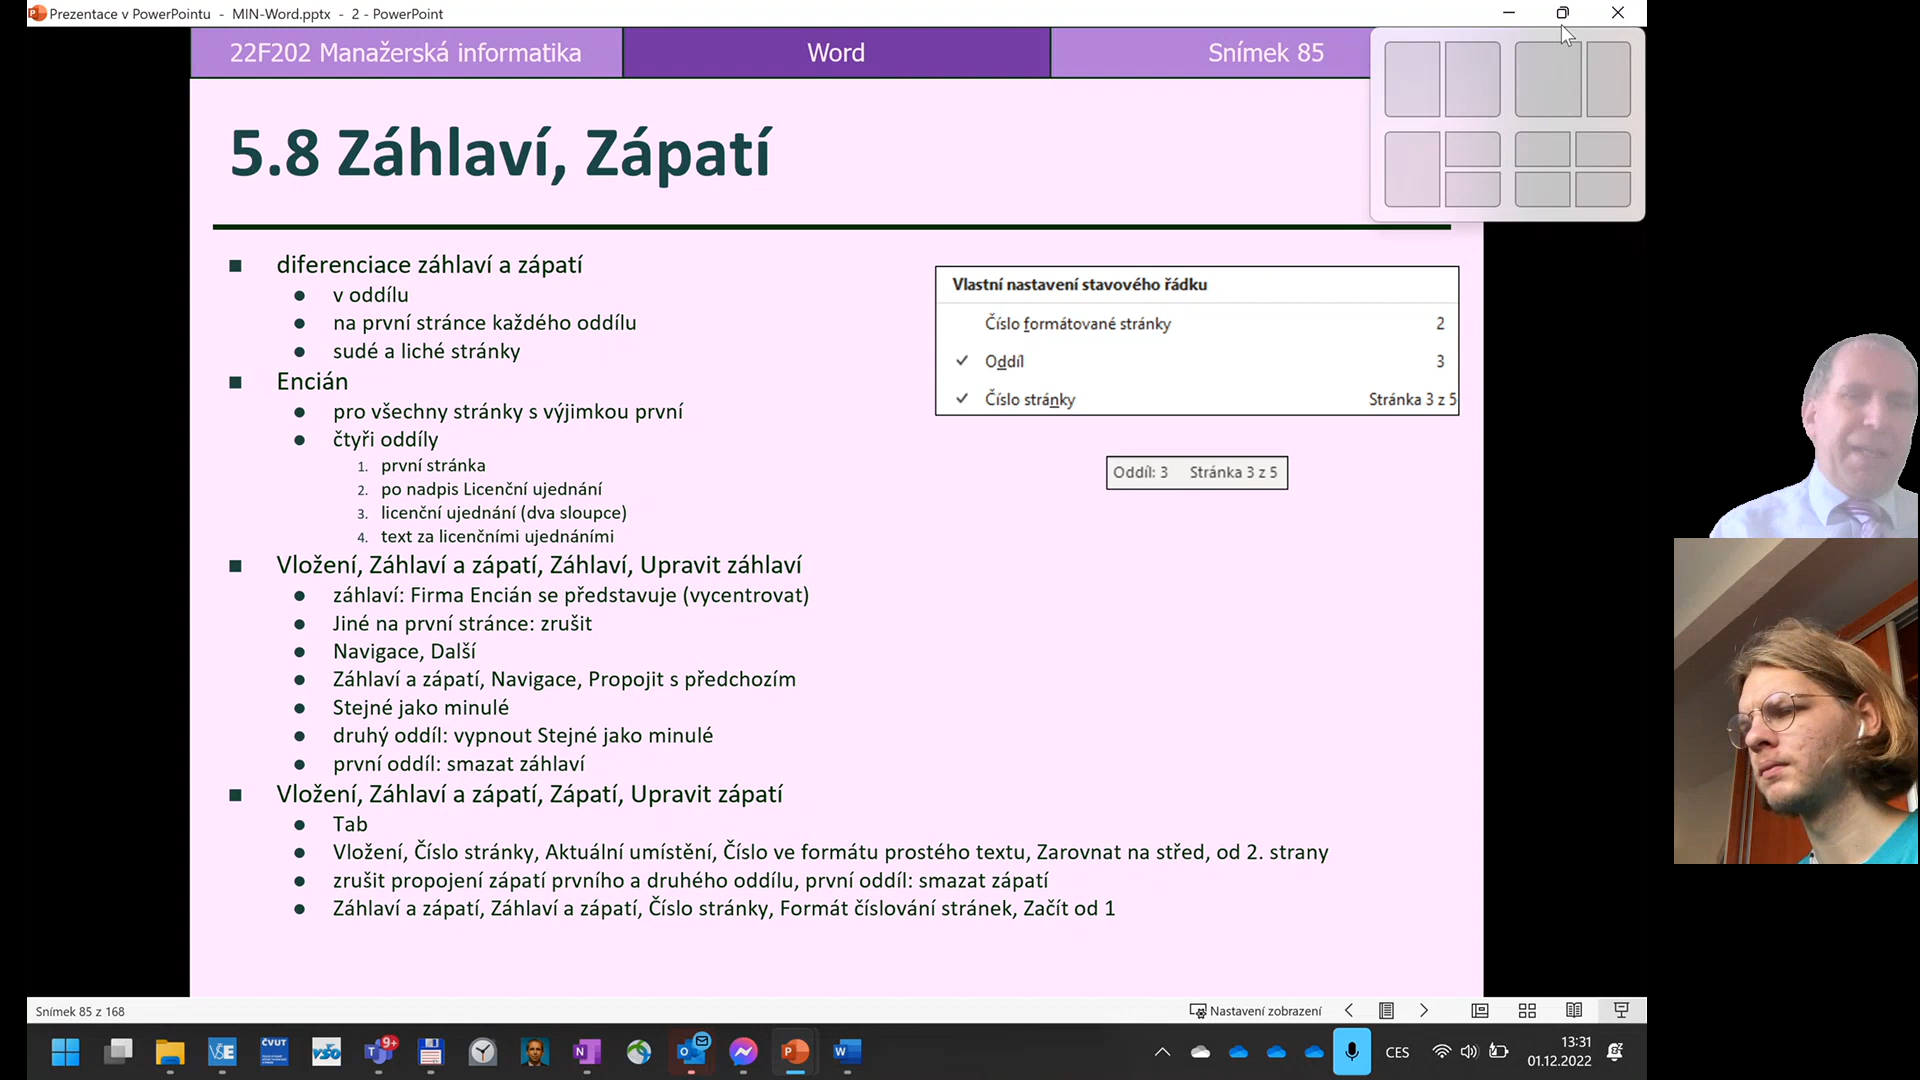 Prezentace v PowerPointu - MIN-Word.pptx - 2 - PowerPoint
22F202 Manažerská informatika
Word
Snímek 85
5.8 Záhlaví, Zápatí
diferenciace záhlaví a zápatí
v oddílu
na první stránce každého oddílu
sudé a liché stránky
Encián
pro všechny stránky s výjimkou první
čtyři oddíly
1. první stránka
2. po nadpis Licenční ujednání
3. licenční ujednání (dva sloupce)
4. text za licenčními ujednáními
Vložení, Záhlaví a zápatí, Záhlaví, Upravit záhlaví
záhlaví: Firma Encián se představuje (vycentrovat)
Jiné na první stránce: zrušit
Navigace, Další
Záhlaví a zápatí, Navigace, Propojit s předchozím
Stejné jako minulé
druhý oddíl: vypnout Stejné jako minulé
první oddíl: smazat záhlaví
Vložení, Záhlaví a zápatí, Zápatí, Upravit zápatí
Tab
Vložení, Číslo stránky, Aktuální umístění, Číslo ve formátu prostého textu, Zarovnat na střed, od 2. strany
zrušit propojení zápatí prvního a druhého oddílu, první oddíl: smazat zápatí
Záhlaví a zápatí, Záhlaví a zápatí, Číslo stránky, Formát číslování stránek, Začít od 1
Vlastní nastavení stavového řádku
Číslo formátované stránky 2
Oddíl 3
Číslo stránky Stránka 3 z 5
Oddíl: 3 Stránka 3 z 5
Snímek 85 z 168
Nastavení zobrazení
VŠE
ČVUT
VŠO
9+
CES
13:31
01.12.2022